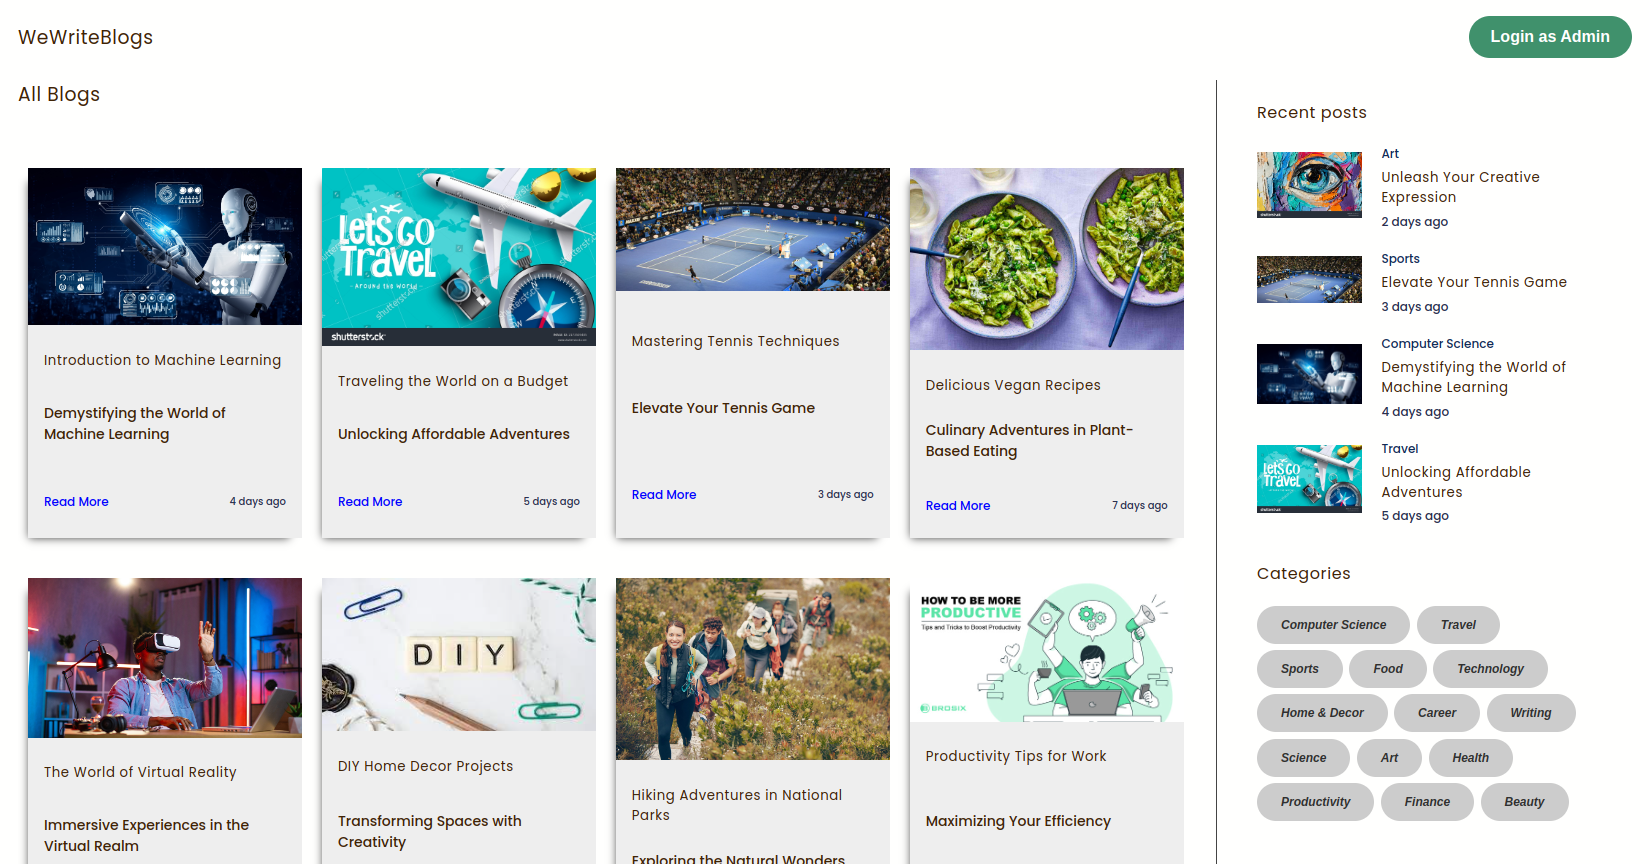 WeWriteBlogs
Login as Admin
All Blogs
LET'S GO
TRAVEL
- Around the world -
shutterstock
Introduction to Machine Learning
Demystifying the World of
Machine Learning
Read More
4 days ago
Traveling the World on a Budget
Unlocking Affordable Adventures
Read More
5 days ago
Mastering Tennis Techniques
Elevate Your Tennis Game
Read More
3 days ago
Delicious Vegan Recipes
Culinary Adventures in Plant-
Based Eating
Read More
7 days ago
The World of Virtual Reality
Immersive Experiences in the
Virtual Realm
DIY
DIY Home Decor Projects
Transforming Spaces with
Creativity
Hiking Adventures in National
Parks
Exploring the Natural Wonders
HOW TO BE MORE
PRODUCTIVE
Tips and Tricks to Boost Productivity
BROSIX
Productivity Tips for Work
Maximizing Your Efficiency
Recent posts
Art
Unleash Your Creative
Expression
2 days ago
Sports
Elevate Your Tennis Game
3 days ago
Computer Science
Demystifying the World of
Machine Learning
4 days ago
LET'S GO
TRAVEL
Travel
Unlocking Affordable
Adventures
5 days ago
Categories
Computer Science
Travel
Sports
Food
Technology
Home & Decor
Career
Writing
Science
Art
Health
Productivity
Finance
Beauty